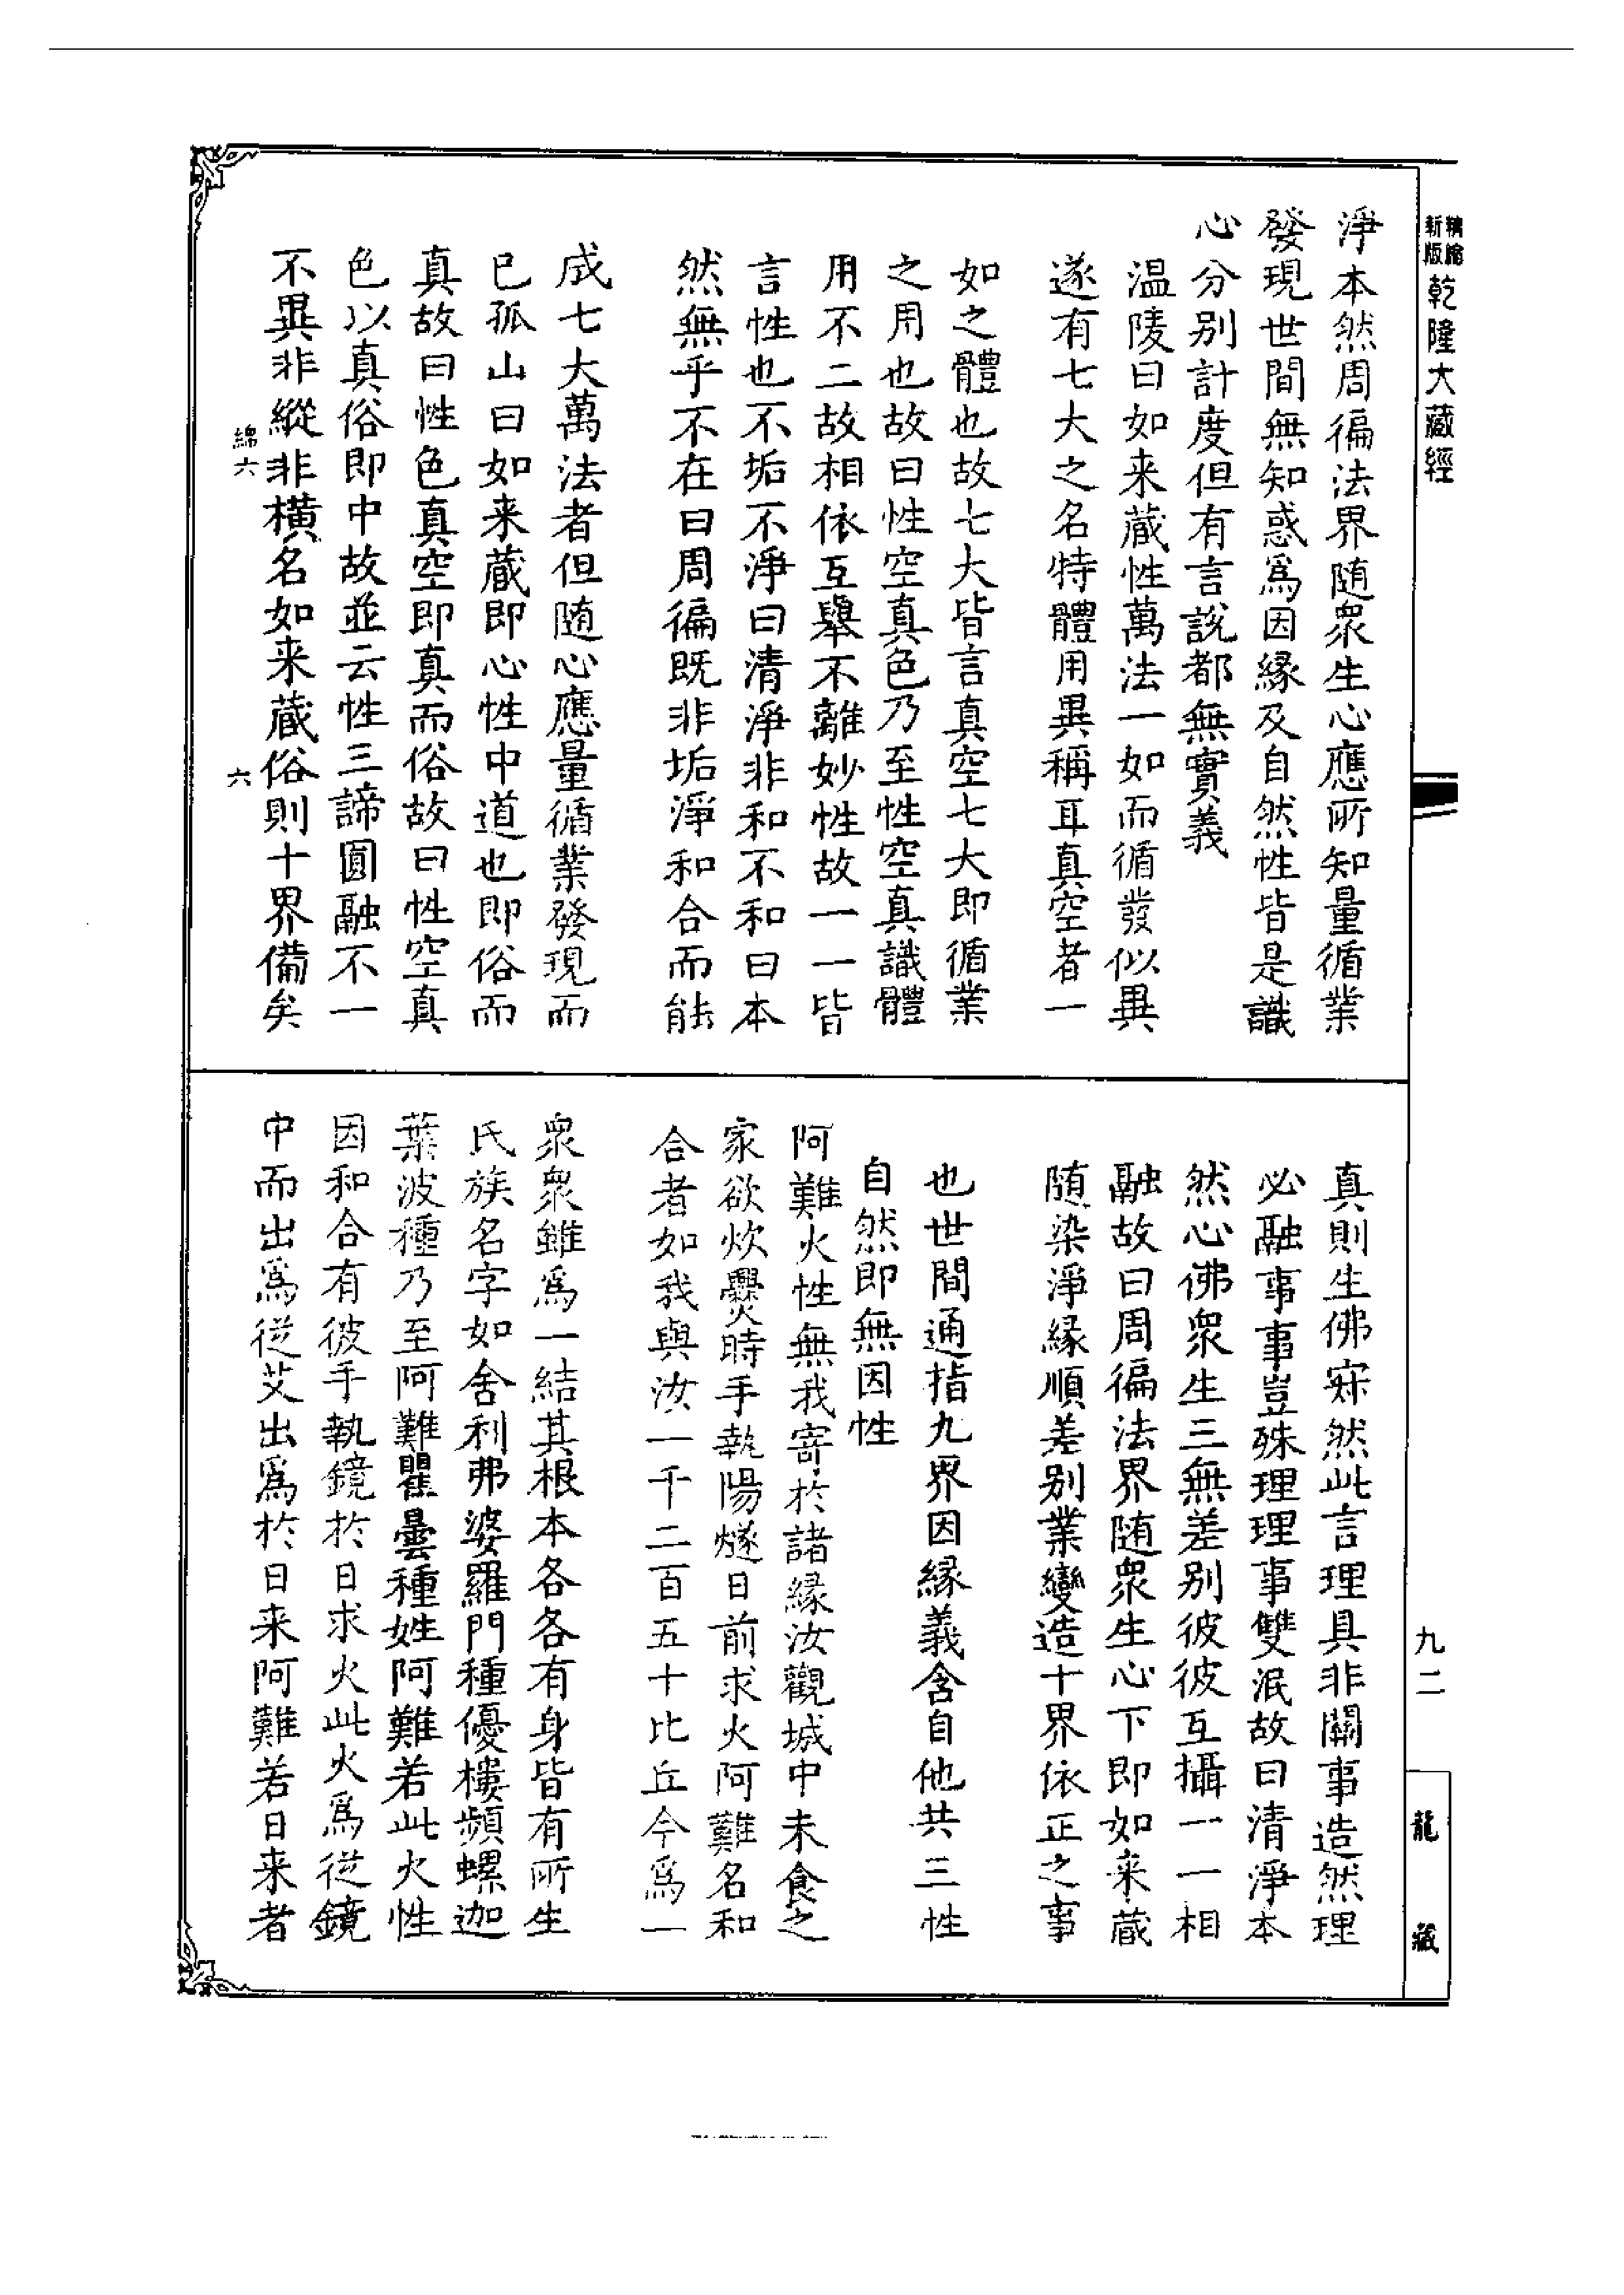 精縮新版乾隆大藏經
淨本然周徧法界随衆生心應所知量循業
發現世間無知惑為因緣及自然性皆是識
心分别計度但有言說都無實義
温陵曰如来藏性萬法一如而循發似異
遂有七大之名特體用異稱耳真空者一
如之體也故七大皆言真空七大即循業
之用也故曰性空真色乃至性空真識體
用不二故相依互舉不離妙性故一一皆
言性也不垢不淨曰清淨非和不和曰本
然無乎不在曰周徧既非垢淨和合而能
成七大萬法者但随心應量循業發現而
已孤山曰如来藏即心性中道也即俗而
真故曰性色真空即真而俗故曰性空真
色以真俗即中故並云性三諦圓融不一
不異非縱非横名如来藏俗則十界備矣
綿六
六
真則生佛寂然此言理具非關事造然理
必融事事豈殊理理事雙泯故曰清淨本
然心佛衆生三無差别彼彼互攝一一相
融故曰周徧法界随衆生心下即如来藏
随染淨緣順差别業變造十界依正之事
也世間通指九界因緣義含自他共三性
自然即無因性
阿難火性無我寄於諸緣汝觀城中未食之
家欲炊爨時手執陽燧日前求火阿難名和
合者如我與汝一千二百五十比丘今為一
衆衆雖為一結其根本各各有身皆有所生
氏族名字如舍利弗婆羅門種優樓頻螺迦
葉波種乃至阿難瞿曇種姓阿難若此火性
因和合有彼手執鏡於日求火此火為從鏡
中而出為從艾出為於日来阿難若日来者
九二
龍藏